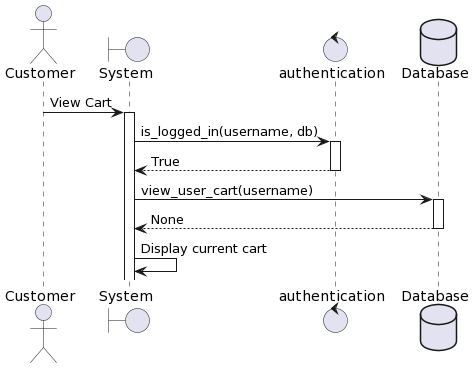 Customer
System
authentication
Database
View Cart
is_logged_in(username, db)
True
view_user_cart(username)
None
Display current cart
Customer
System
authentication
Database